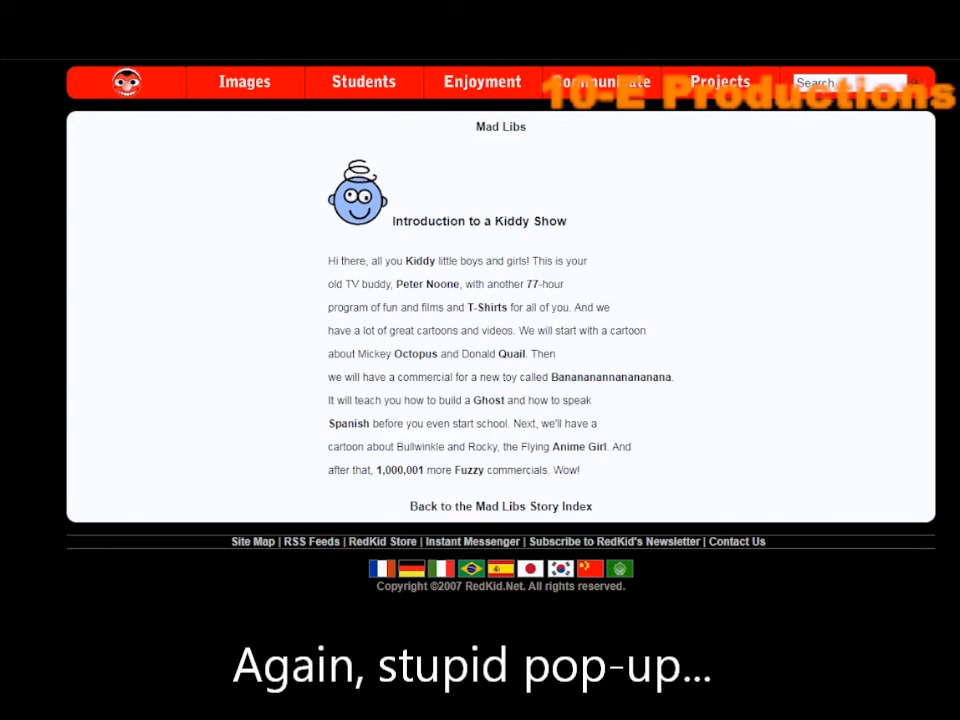 Images Students Enjoyment Communicate Projects Search
10-E Productions
Mad Libs
Introduction to a Kiddy Show
Hi there, all you Kiddy little boys and girls! This is your
old TV buddy, Peter Noone, with another 77-hour
program of fun and films and T-Shirts for all of you. And we
have a lot of great cartoons and videos. We will start with a cartoon
about Mickey Octopus and Donald Quail. Then
we will have a commercial for a new toy called Banananannanananana.
It will teach you how to build a Ghost and how to speak
Spanish before you even start school. Next, we'll have a
cartoon about Bullwinkle and Rocky, the Flying Anime Girl. And
after that, 1,000,001 more Fuzzy commercials. Wow!
Back to the Mad Libs Story Index
Site Map | RSS Feeds | RedKid Store | Instant Messenger | Subscribe to RedKid's Newsletter | Contact Us
Copyright ©2007 RedKid.Net. All rights reserved.
Again, stupid pop-up...